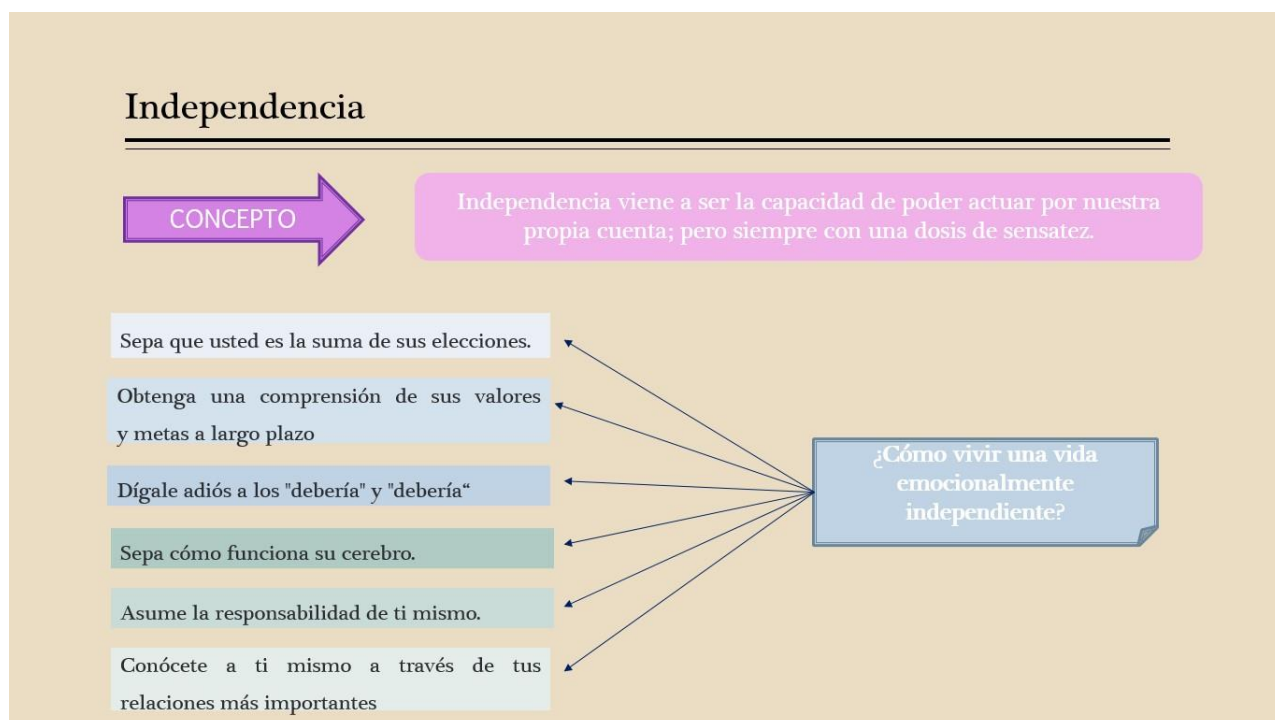 Independencia
CONCEPTO
Independencia viene a ser la capacidad de poder actuar por nuestra
propia cuenta; pero siempre con una dosis de sensatez.
Sepa que usted es la suma de sus elecciones.
Obtenga una comprensión de sus valores
y metas a largo plazo
Dígale adiós a los "debería" y "debería“
Sepa cómo funciona su cerebro.
Asume la responsabilidad de ti mismo.
Conócete a ti mismo a través de tus
relaciones más importantes
¿Cómo vivir una vida
emocionalmente
independiente?